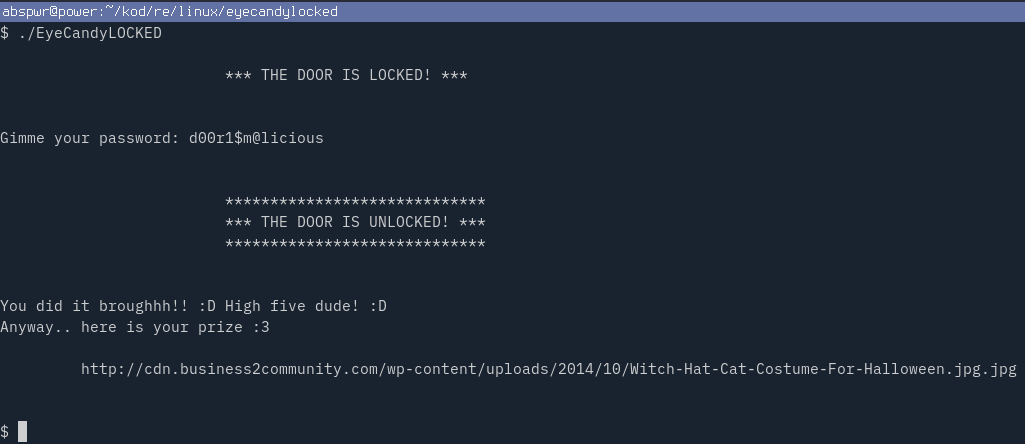 abspwr@power:~/kod/re/linux/eyecandylocked
$ ./EyeCandyLOCKED
*** THE DOOR IS LOCKED! ***
Gimme your password: d00r1$m@licious
*****************************
*** THE DOOR IS UNLOCKED! ***
*****************************
You did it broughhh!! :D High five dude! :D
Anyway.. here is your prize :3
http://cdn.business2community.com/wp-content/uploads/2014/10/Witch-Hat-Cat-Costume-For-Halloween.jpg.jpg
$